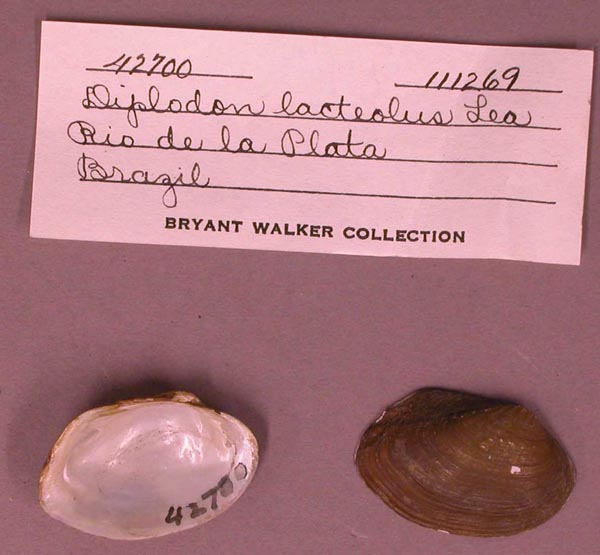 42700 111269
Diplodon lacteolus Lea
Rio de la Plata
Brazil
BRYANT WALKER COLLECTION
42700